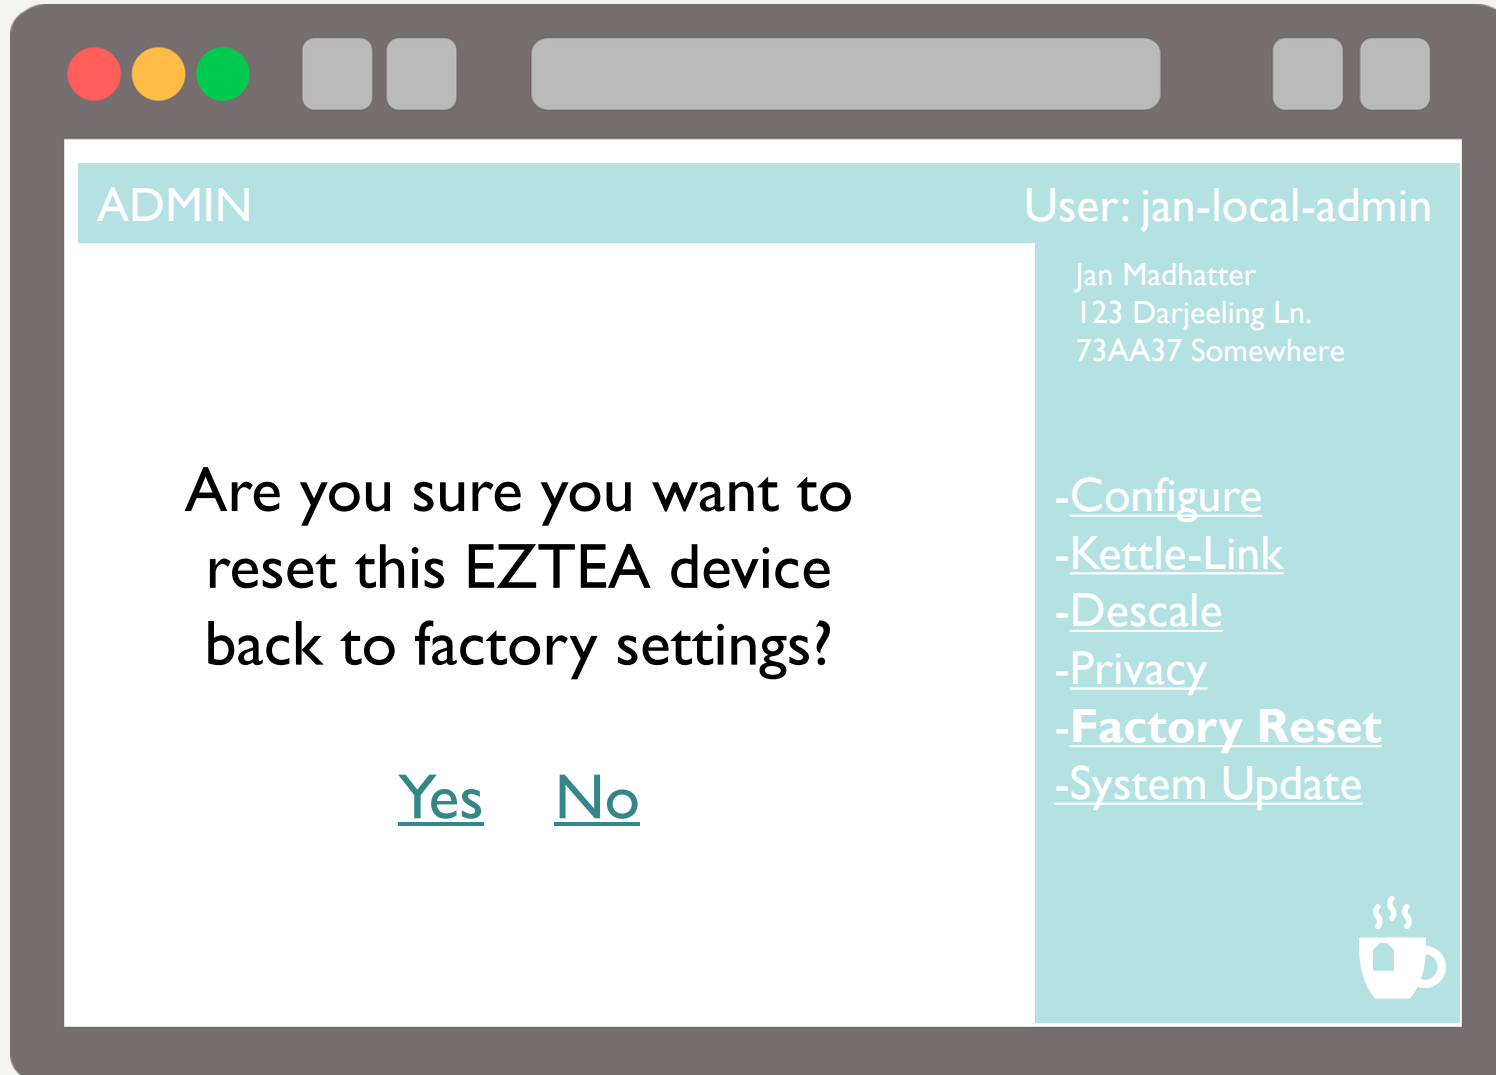 ADMIN
User: jan-local-admin
Jan Madhatter
123 Darjeeling Ln.
73AA37 Somewhere
Are you sure you want to
reset this EZTEA device
back to factory settings?
Yes No
-Configure
-Kettle-Link
-Descale
-Privacy
-Factory Reset
-System Update